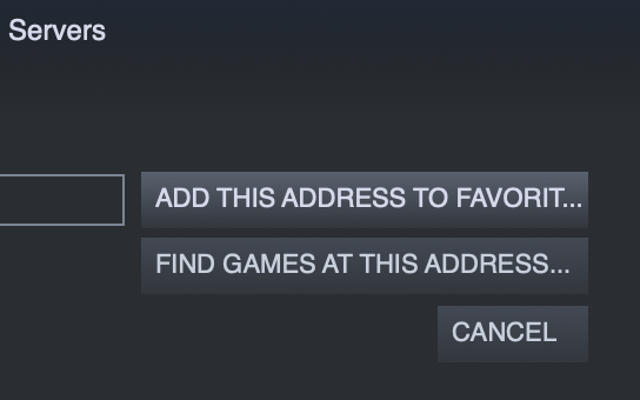 Servers
ADD THIS ADDRESS TO FAVORIT...
FIND GAMES AT THIS ADDRESS...
CANCEL